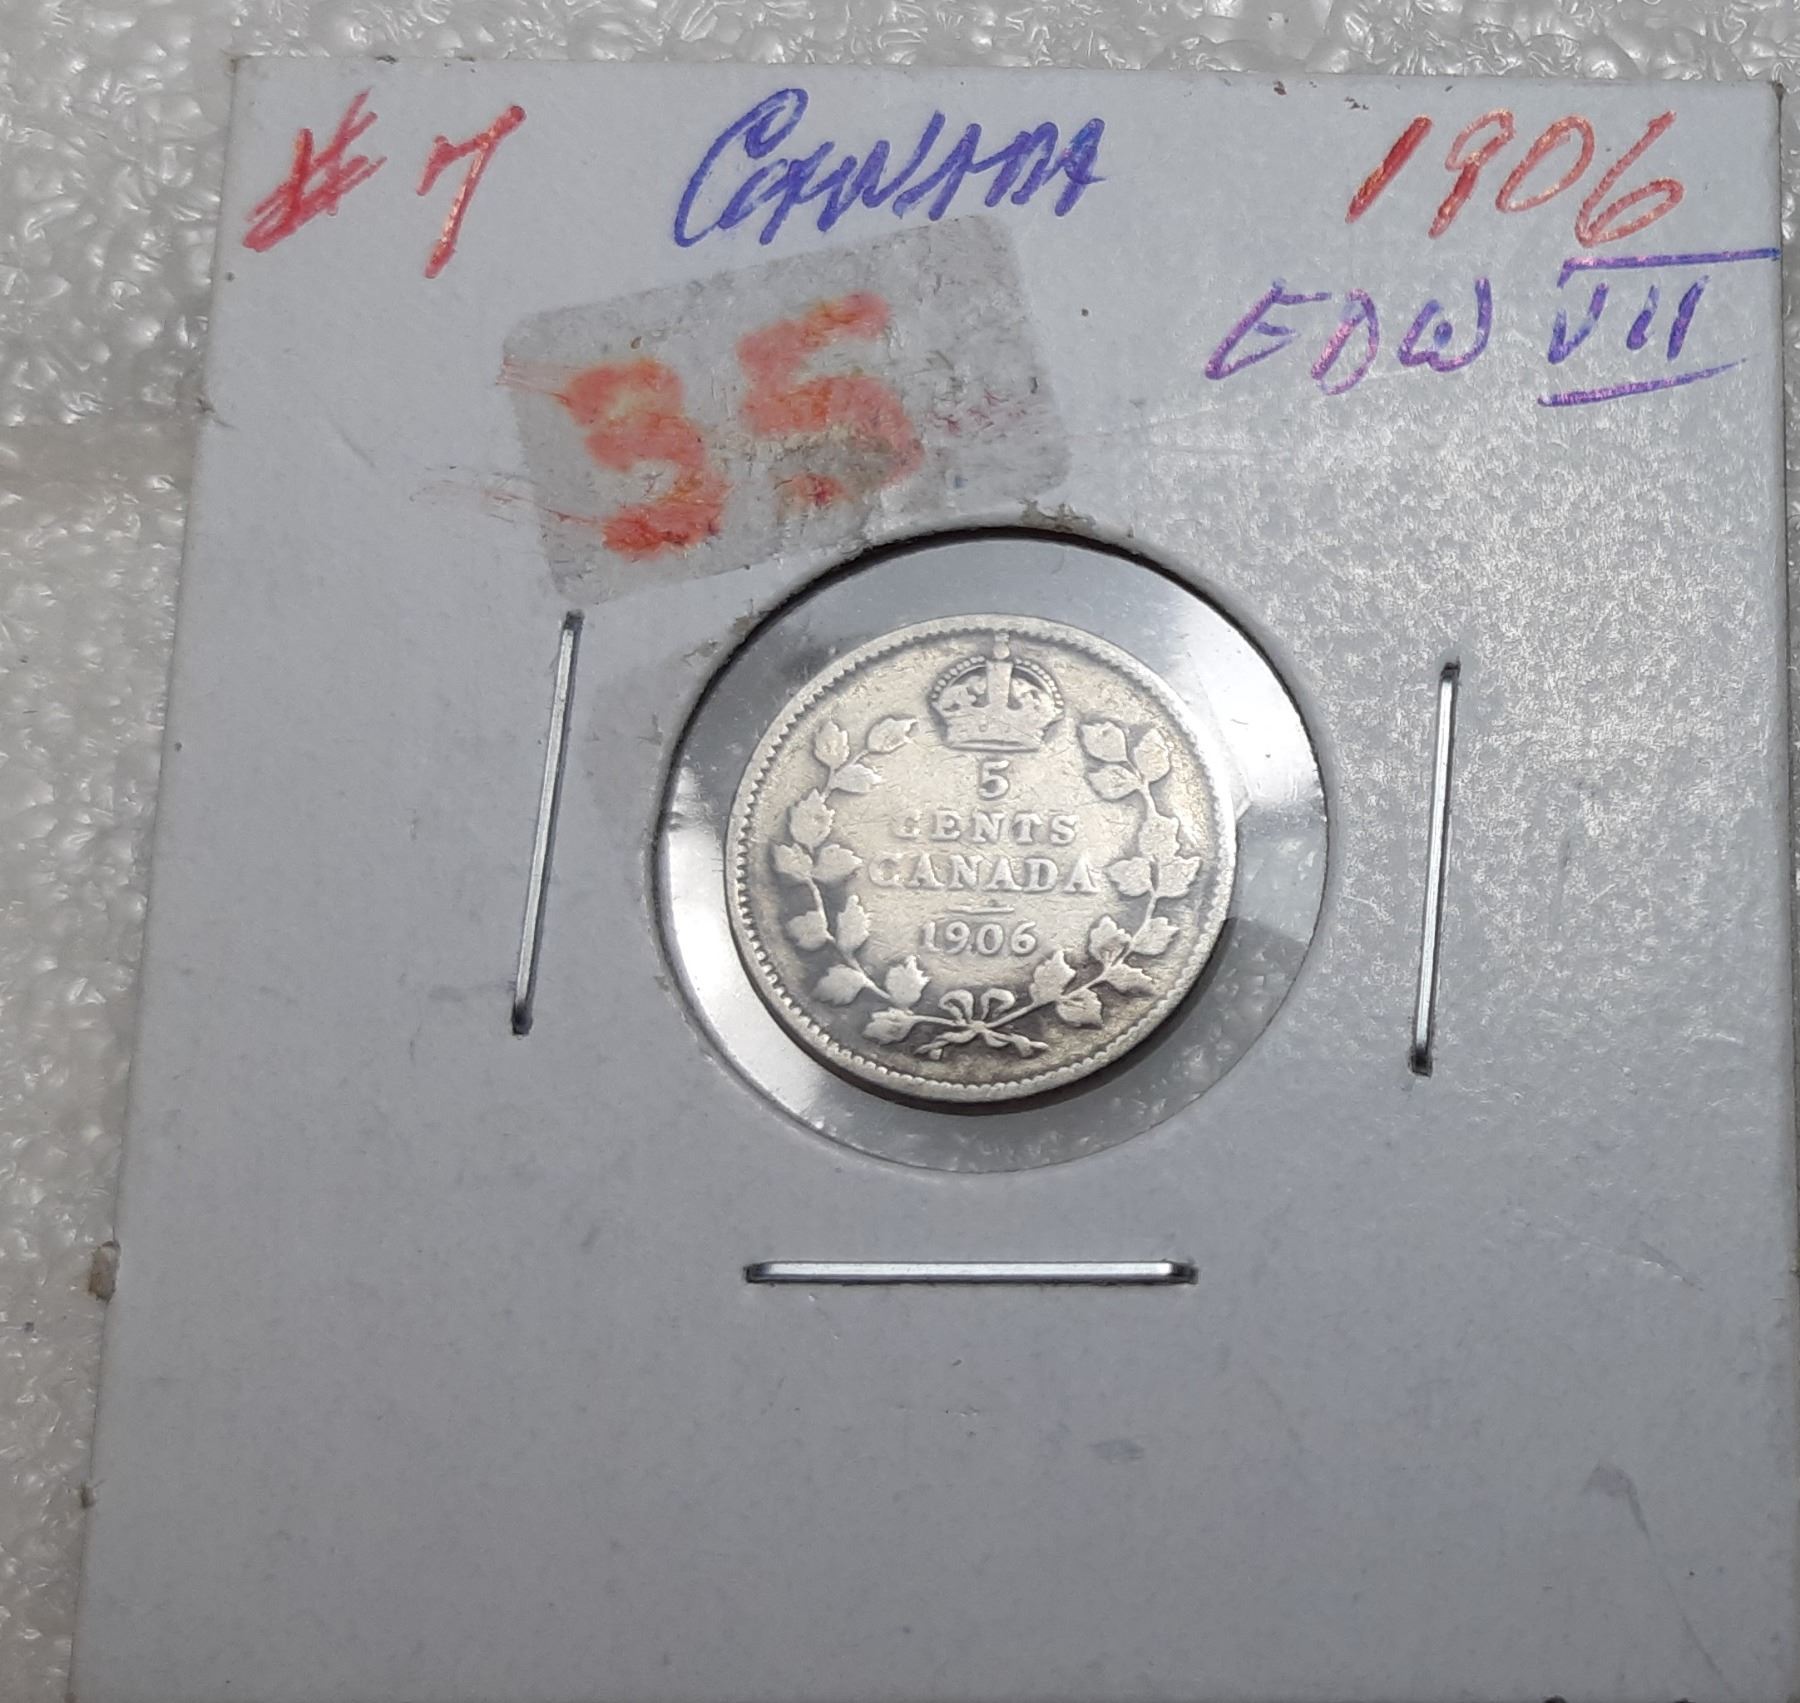 #7 CANADA 1906
EDW VII
35
5
CENTS
CANADA
1906